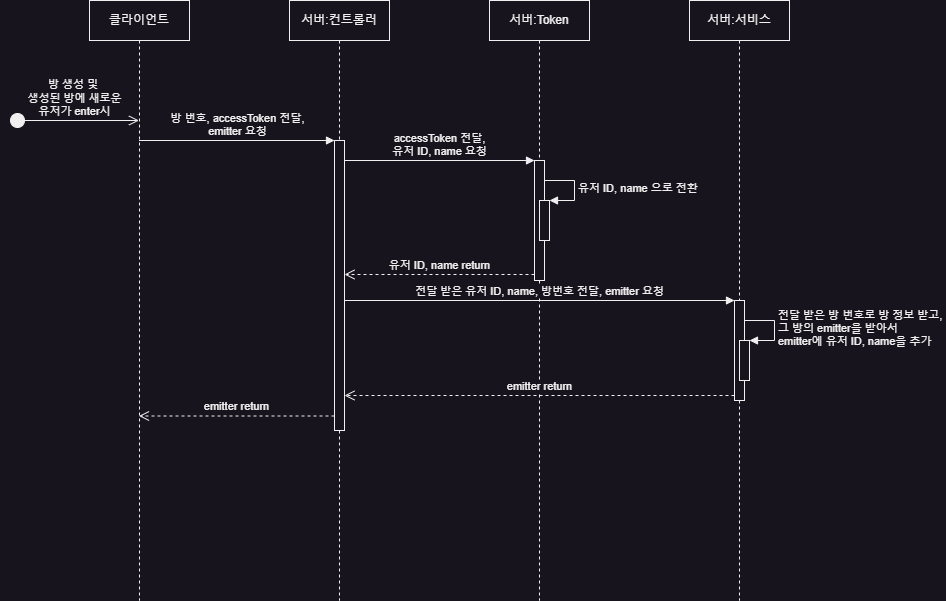 클라이언트
서버:컨트롤러
서버:Token
서버:서비스
방 생성 및
생성된 방에 새로운
유저가 enter시
방 번호, accessToken 전달,
emitter 요청
accessToken 전달,
유저 ID, name 요청
유저 ID, name 으로 전환
유저 ID, name return
전달 받은 유저 ID, name, 방번호 전달, emitter 요청
전달 받은 방 번호로 방 정보 받고,
그 방의 emitter을 받아서
emitter에 유저 ID, name을 추가
emitter return
emitter return